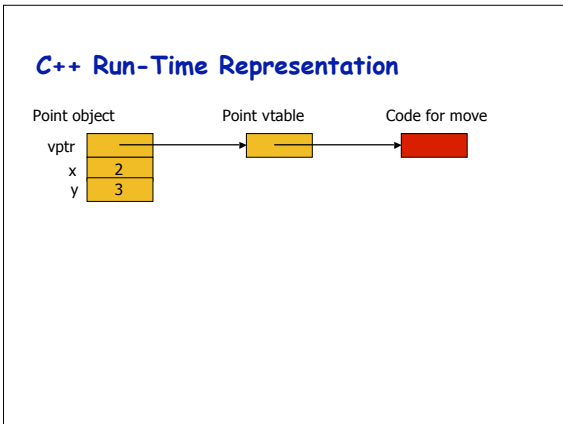 C++ Run-Time Representation
Point object Point vtable Code for move
vptr
x 2
y 3